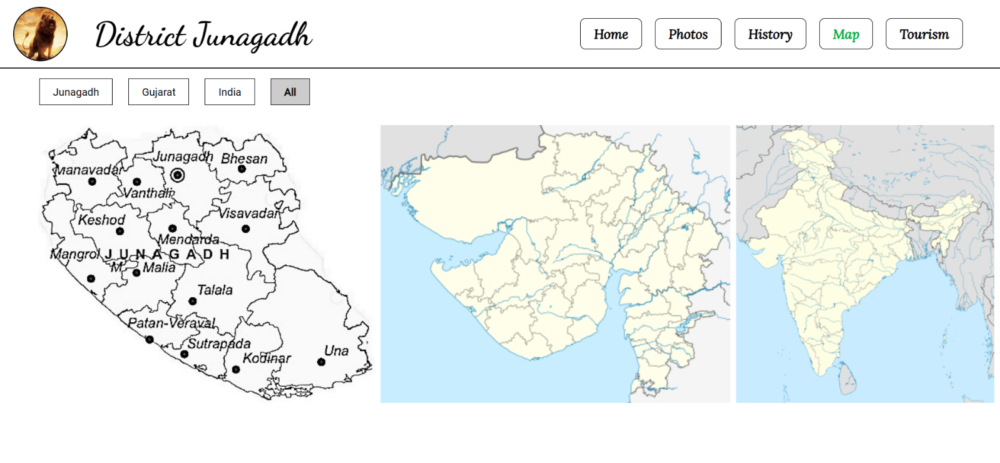 District Junagadh
Home
Photos
History
Map
Tourism
Junagadh
Gujarat
India
All
Junagadh
Bhesan
Manavadar
Vanthali
Visavadar
Keshod
Mendarda
Mangrol
JUNAGADH
M
Malia
Talala
Patan-Veraval
Sutrapada
Una
Kodinar